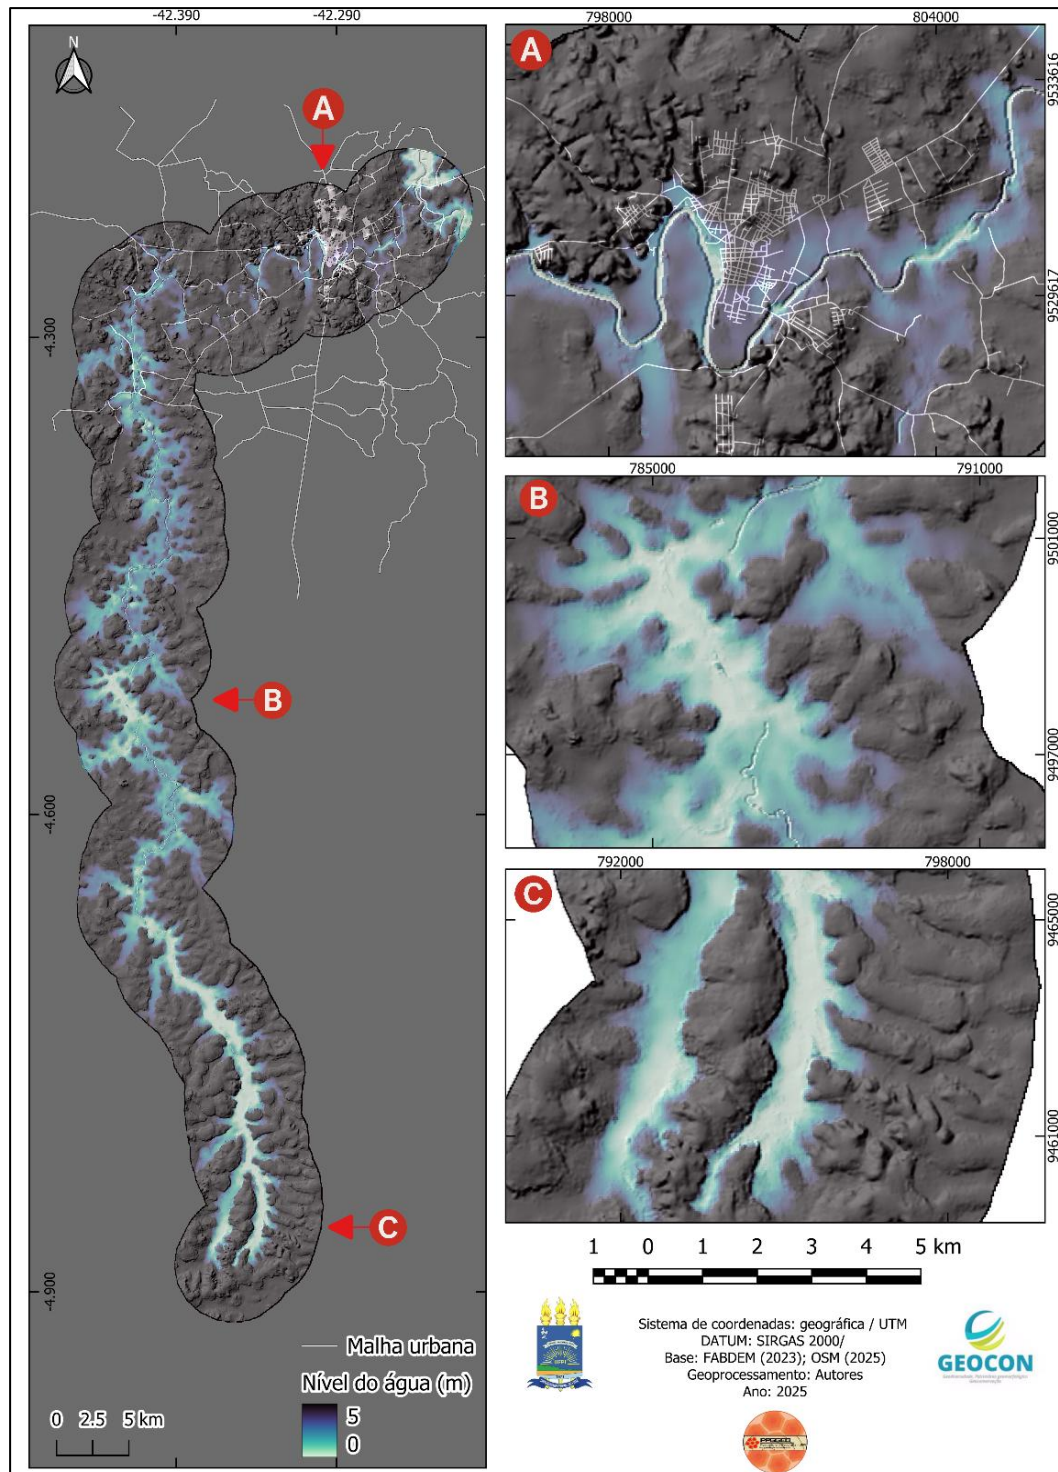 -42.390
-42.290
N
A
-4.300
B
-4.600
C
-4.900
Malha urbana
Nível do água (m)
5
0
0 2.5 5 km
798000
804000
A
9533616
9529617
785000
791000
B
9501000
9497000
792000
798000
C
9465000
9461000
1 0 1 2 3 4 5 km
Sistema de coordenadas: geográfica / UTM
DATUM: SIRGAS 2000/
Base: FABDEM (2023); OSM (2025)
Geoprocessamento: Autores
Ano: 2025
GEOCON